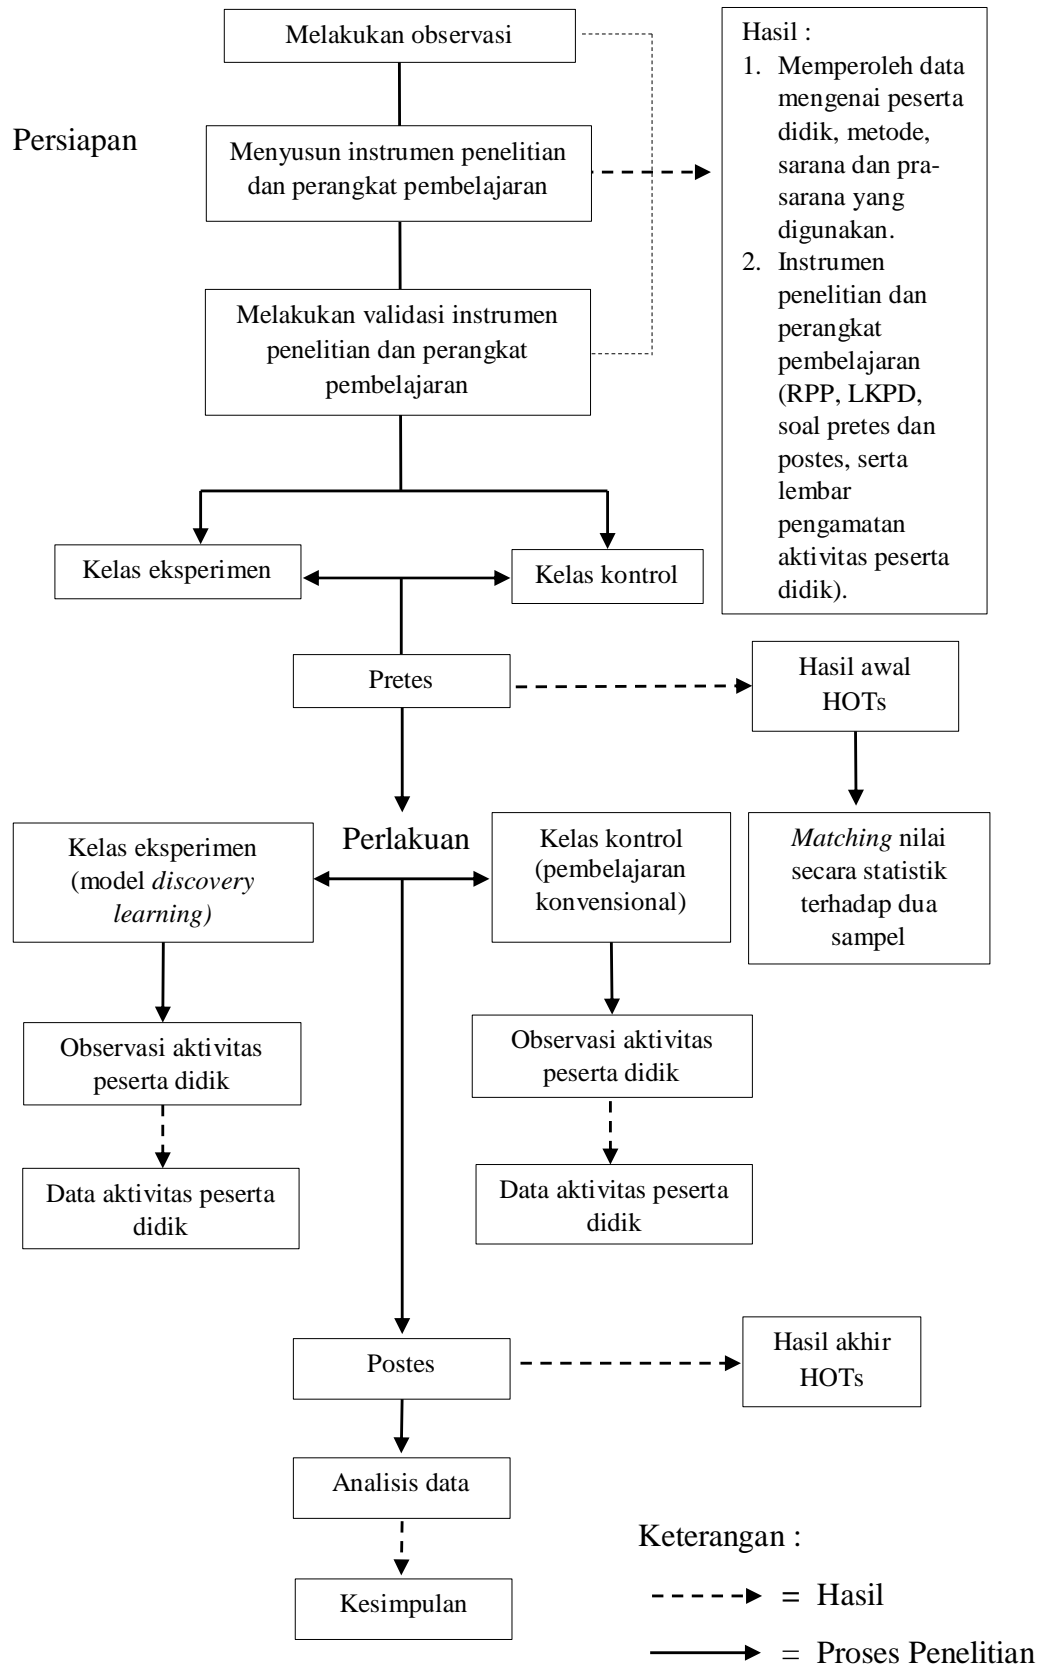 Melakukan observasi
Persiapan
Menyusun instrumen penelitian
dan perangkat pembelajaran
Melakukan validasi instrumen
penelitian dan perangkat
pembelajaran
Hasil :
1. Memperoleh data
mengenai peserta
didik, metode,
sarana dan pra-
sarana yang
digunakan.
2. Instrumen
penelitian dan
perangkat
pembelajaran
(RPP, LKPD,
soal pretes dan
postes, serta
lembar
pengamatan
aktivitas peserta
didik).
Kelas eksperimen
Kelas kontrol
Pretes
Hasil awal
HOTs
Perlakuan
Kelas eksperimen
(model discovery
learning)
Kelas kontrol
(pembelajaran
konvensional)
Matching nilai
secara statistik
terhadap dua
sampel
Observasi aktivitas
peserta didik
Observasi aktivitas
peserta didik
Data aktivitas peserta
didik
Data aktivitas peserta
didik
Postes
Hasil akhir
HOTs
Analisis data
Kesimpulan
Keterangan :
= Hasil
= Proses Penelitian